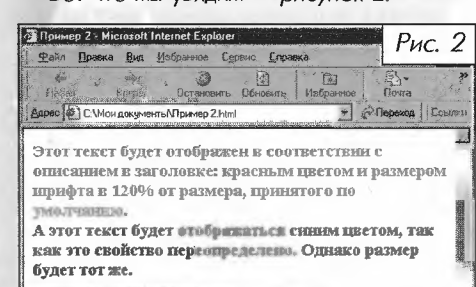 Рис. 2
Пример 2 - Microsoft Internet Explorer
Файл Правка Вид Избранное Сервис Справка
Остановить Обновить Избранное Почта
Адрес C:\Мои документы\Пример 2.html Переход Ссылки
Этот текст будет отображен в соответствии с
описанием в заголовке: красным цветом и размером
шрифта в 120% от размера, принятого по
умолчанию.
А этот текст будет отображаться синим цветом, так
как это свойство переопределено. Однако размер
будет тот же.